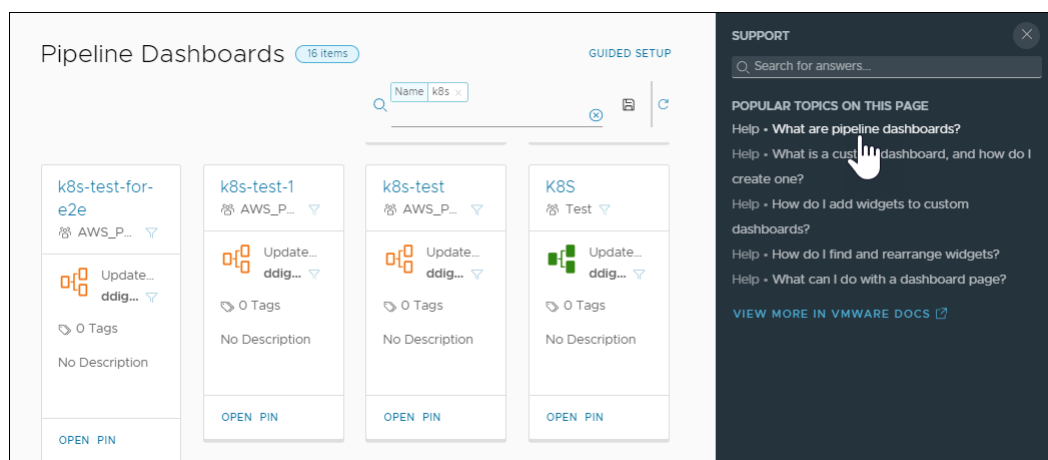 Pipeline Dashboards 16 items
GUIDED SETUP
Name k8s ×
k8s-test-for-
e2e
AWS_P...
Update...
ddig...
0 Tags
No Description
OPEN PIN
k8s-test-1
AWS_P...
Update...
ddig...
0 Tags
No Description
OPEN PIN
k8s-test
AWS_P...
Update...
ddig...
0 Tags
No Description
OPEN PIN
K8S
Test
Update...
ddig...
0 Tags
No Description
OPEN PIN
SUPPORT
Search for answers...
POPULAR TOPICS ON THIS PAGE
Help • What are pipeline dashboards?
Help • What is a custom dashboard, and how do I
create one?
Help • How do I add widgets to custom
dashboards?
Help • How do I find and rearrange widgets?
Help • What can I do with a dashboard page?
VIEW MORE IN VMWARE DOCS